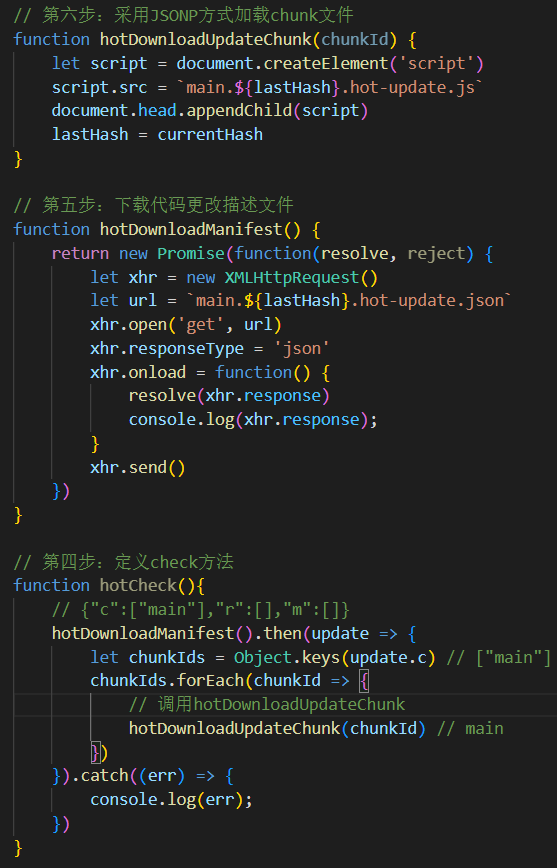 // 第六步：采用JSONP方式加载chunk文件
function hotDownloadUpdateChunk(chunkId) {
    let script = document.createElement('script')
    script.src = `main.${lastHash}.hot-update.js`
    document.head.appendChild(script)
    lastHash = currentHash
}

// 第五步：下载代码更改描述文件
function hotDownloadManifest() {
    return new Promise(function(resolve, reject) {
        let xhr = new XMLHttpRequest()
        let url = `main.${lastHash}.hot-update.json`
        xhr.open('get', url)
        xhr.responseType = 'json'
        xhr.onload = function() {
            resolve(xhr.response)
            console.log(xhr.response);
        }
        xhr.send()
    })
}

// 第四步：定义check方法
function hotCheck(){
    // {"c":["main"],"r":[],"m":[]}
    hotDownloadManifest().then(update => {
        let chunkIds = Object.keys(update.c) // ["main"]
        chunkIds.forEach(chunkId => {
            // 调用hotDownloadUpdateChunk
            hotDownloadUpdateChunk(chunkId) // main
        })
    }).catch((err) => {
        console.log(err);
    })
}